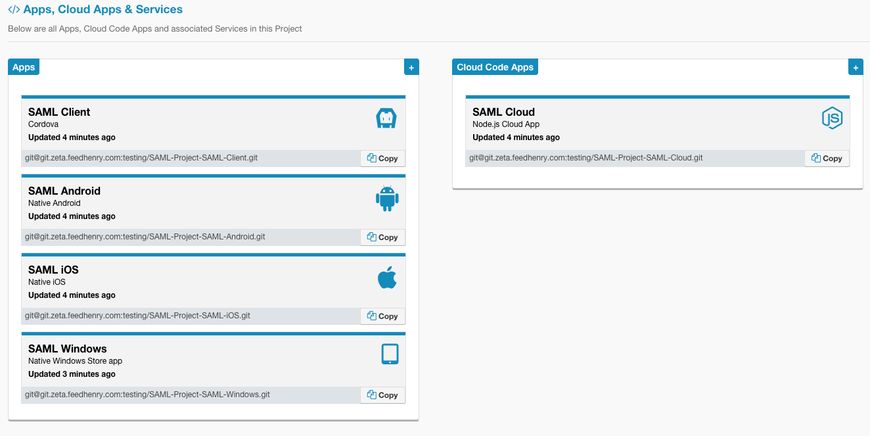 </> Apps, Cloud Apps & Services
Below are all Apps, Cloud Code Apps and associated Services in this Project
Apps
+
SAML Client
Cordova
Updated 4 minutes ago
git@git.zeta.feedhenry.com:testing/SAML-Project-SAML-Client.git
Copy
SAML Android
Native Android
Updated 4 minutes ago
git@git.zeta.feedhenry.com:testing/SAML-Project-SAML-Android.git
Copy
SAML iOS
Native iOS
Updated 4 minutes ago
git@git.zeta.feedhenry.com:testing/SAML-Project-SAML-iOS.git
Copy
SAML Windows
Native Windows Store app
Updated 3 minutes ago
git@git.zeta.feedhenry.com:testing/SAML-Project-SAML-Windows.git
Copy
Cloud Code Apps
+
SAML Cloud
Node.js Cloud App
Updated 4 minutes ago
JS
git@git.zeta.feedhenry.com:testing/SAML-Project-SAML-Cloud.git
Copy